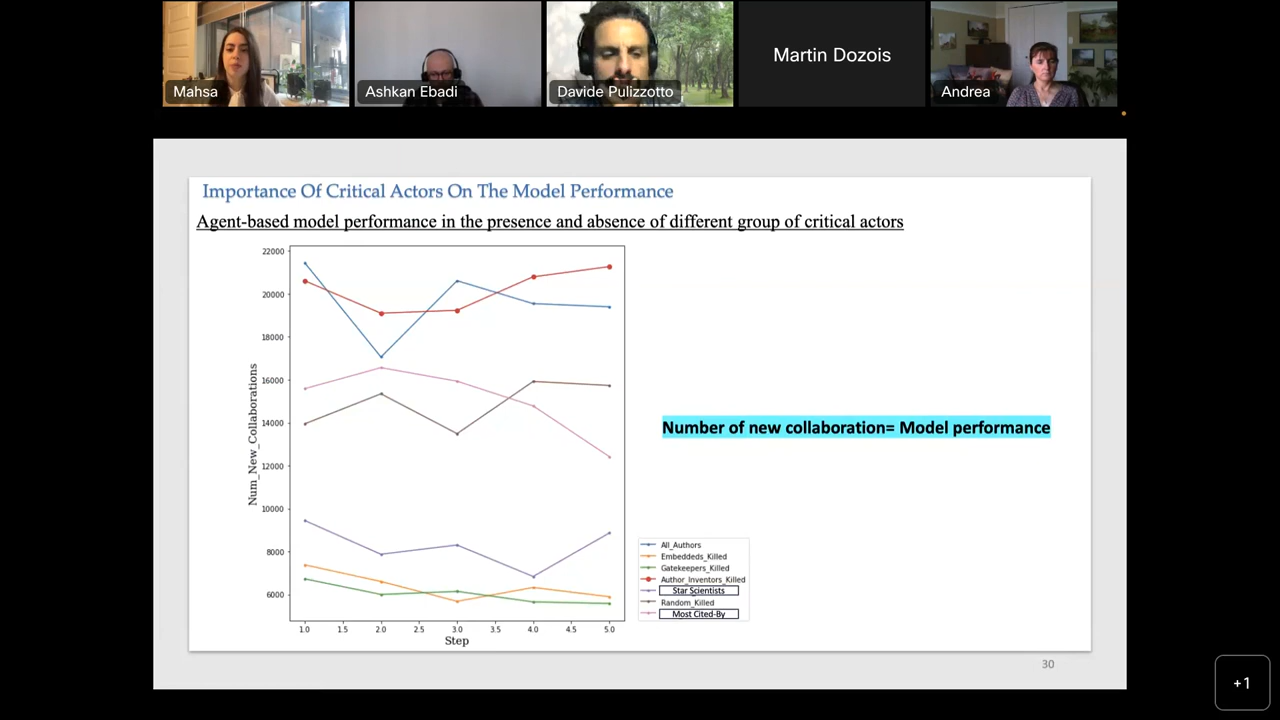 Mahsa
Ashkan Ebadi
Davide Pulizzotto
Martin Dozois
Andrea
Importance Of Critical Actors On The Model Performance
Agent-based model performance in the presence and absence of different group of critical actors
22000
20000
18000
16000
14000
12000
10000
8000
6000
Num_New_Collaborations
1.0 1.5 2.0 2.5 3.0 3.5 4.0 4.5 5.0
Step
Number of new collaboration= Model performance
All_Authors
Embeddeds_Killed
Gatekeepers_Killed
Author_Inventors_Killed
Star Scientists
Random_Killed
Most Cited-By
30
+1